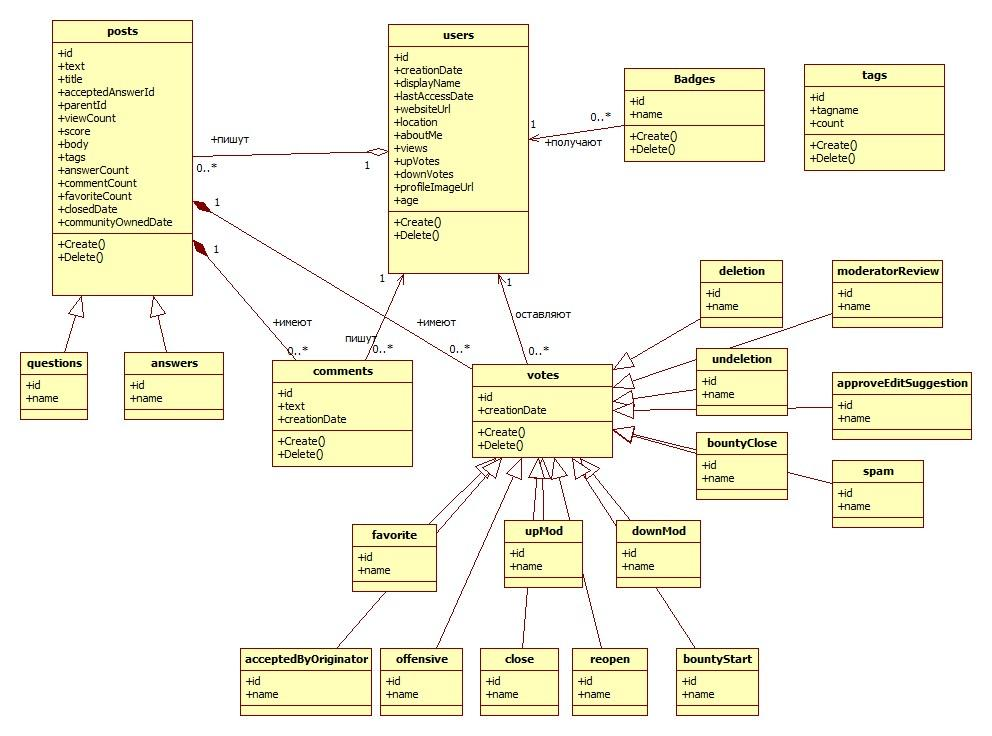 posts
+id
+text
+title
+acceptedAnswerId
+parentId
+viewCount
+score
+body
+tags
+answerCount
+commentCount
+favoriteCount
+closedDate
+communityOwnedDate
+Create()
+Delete()
users
+id
+creationDate
+displayName
+lastAccessDate
+websiteUrl
+location
+aboutMe
+views
+upVotes
+downVotes
+profileImageUrl
+age
+Create()
+Delete()
Badges
+id
+name
+Create()
+Delete()
tags
+id
+tagname
+count
+Create()
+Delete()
+пишут
0..*
1
1
0..*
+получают
1
1
1
1
+имеют
0..*
пишут
0..*
+имеют
0..*
оставляют
0..*
questions
+id
+name
answers
+id
+name
comments
+id
+text
+creationDate
+Create()
+Delete()
votes
+id
+creationDate
+Create()
+Delete()
deletion
+id
+name
moderatorReview
+id
+name
undeletion
+id
+name
approveEditSuggestion
+id
+name
bountyClose
+id
+name
spam
+id
+name
favorite
+id
+name
upMod
+id
+name
downMod
+id
+name
acceptedByOriginator
+id
+name
offensive
+id
+name
close
+id
+name
reopen
+id
+name
bountyStart
+id
+name